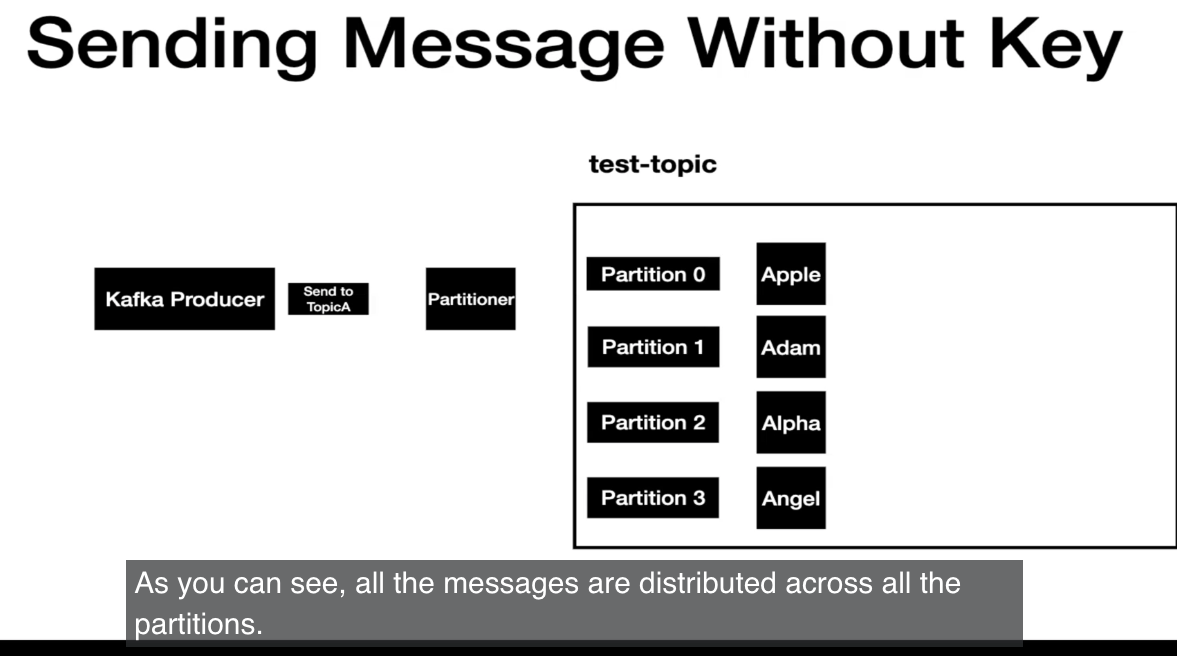 Sending Message Without Key
test-topic
Kafka Producer
Send to
TopicA
Partitioner
Partition 0
Apple
Partition 1
Adam
Partition 2
Alpha
Partition 3
Angel
As you can see, all the messages are distributed across all the
partitions.